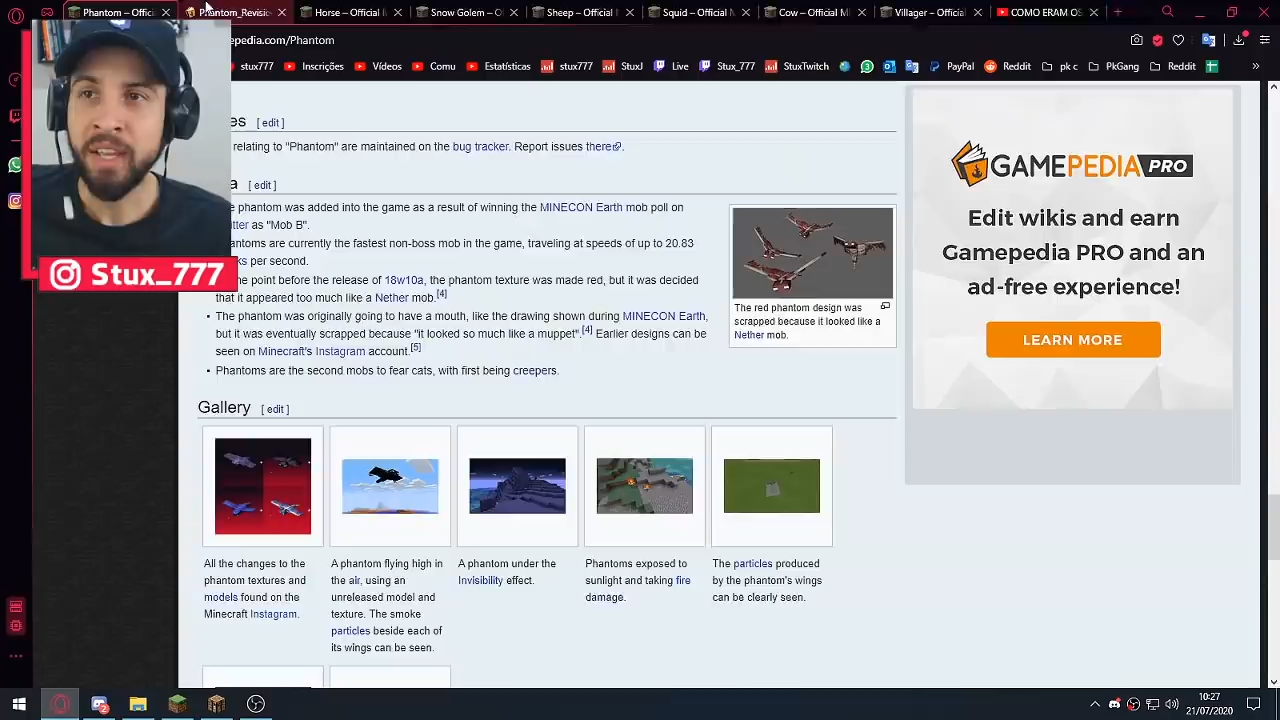 Phantom – Offici
Phantom_Revisi
Horse – Official M
Snow Golem – O
Sheep – Official
Squid – Official M
Villager – Official
COMO ERAM OS
pedia.com/Phantom
stux777
Inscrições
Vídeos
Comu
Estatísticas
stux777
StuxJ
Live
Stux_777
StuxTwitch
PayPal
Reddit
pk c
PkGang
Reddit
es [ edit ]
relating to "Phantom" are maintained on the bug tracker. Report issues there.
a [ edit ]
phantom was added into the game as a result of winning the MINECON Earth mob poll on
tter as "Mob B".
antoms are currently the fastest non-boss mob in the game, traveling at speeds of up to 20.83
ks per second.
e point before the release of 18w10a, the phantom texture was made red, but it was decided
that it appeared too much like a Nether mob.[4]
The phantom was originally going to have a mouth, like the drawing shown during MINECON Earth,
but it was eventually scrapped because "it looked so much like a muppet".[4] Earlier designs can be
seen on Minecraft's Instagram account.[5]
Phantoms are the second mobs to fear cats, with first being creepers.
The red phantom design was
scrapped because it looked like a
Nether mob.
Stux_777
GAMEPEDIA PRO
Edit wikis and earn
Gamepedia PRO and an
ad-free experience!
LEARN MORE
Gallery [ edit ]
All the changes to the
phantom textures and
models found on the
Minecraft Instagram.
A phantom flying high in
the air, using an
unreleased model and
texture. The smoke
particles beside each of
its wings can be seen.
A phantom under the
Invisibility effect.
Phantoms exposed to
sunlight and taking fire
damage.
The particles produced
by the phantom's wings
can be clearly seen.
10:27
21/07/2020